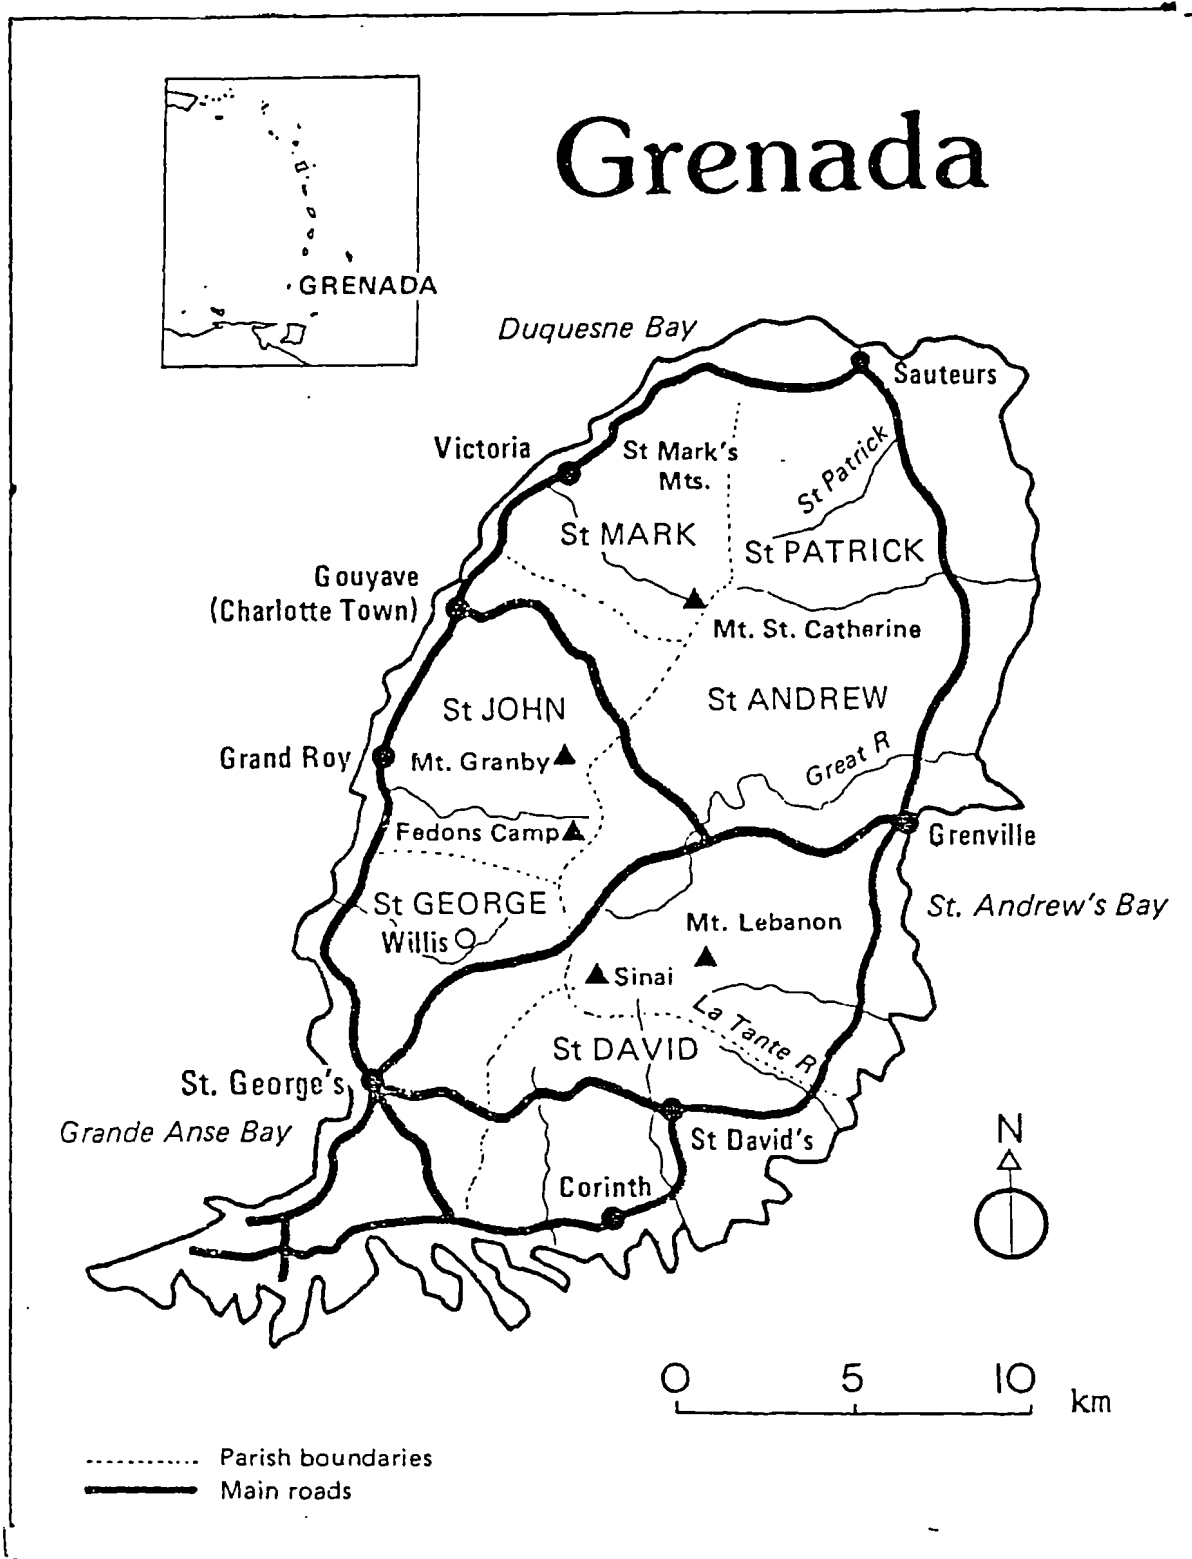 Grenada
GRENADA
Duquesne Bay
Sauteurs
Victoria
St Mark's
Mts.
St Patrick
St MARK
St PATRICK
Gouyave
(Charlotte Town)
Mt. St. Catherine
St JOHN
St ANDREW
Grand Roy
Mt. Granby
Great R
Fedons Camp
Grenville
St GEORGE
Willis
Mt. Lebanon
St. Andrew's Bay
Sinai
La Tante R
St DAVID
St. George's
Grande Anse Bay
St David's
N
Corinth
0 5 10
km
Parish boundaries
Main roads